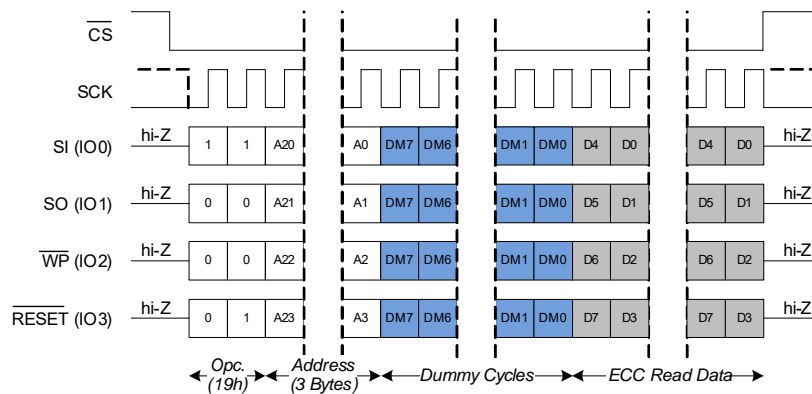 CS
SCK
SI (IO0) hi-Z 1 1 A20 A0 DM7 DM6 DM1 DM0 D4 D0 D4 D0 hi-Z
SO (IO1) hi-Z 0 0 A21 A1 DM7 DM6 DM1 DM0 D5 D1 D5 D1 hi-Z
WP (IO2) hi-Z 0 0 A22 A2 DM7 DM6 DM1 DM0 D6 D2 D6 D2 hi-Z
RESET (IO3) hi-Z 0 1 A23 A3 DM7 DM6 DM1 DM0 D7 D3 D7 D3 hi-Z
Opc. Address
(19h) (3 Bytes) Dummy Cycles ECC Read Data